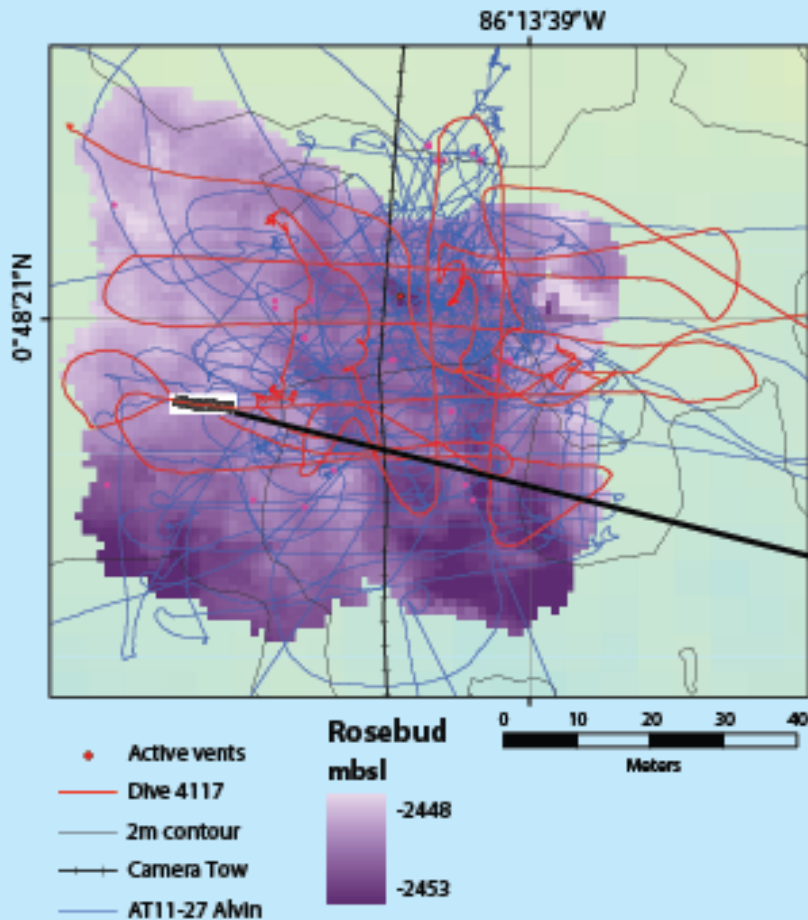 86°13'39"W
0°48'21"N
Active vents
Dive 4117
2m contour
Camera Tow
AT11-27 Alvin
Rosebud
mbsl
-2448
-2453
0 10 20 30 40
Meters